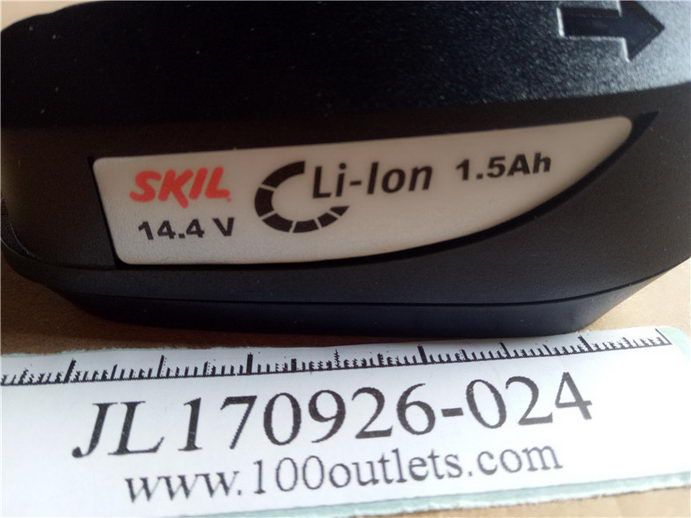 SKIL Li-Ion 1.5Ah
14.4 V
JL170926-024
www.100outlets.com